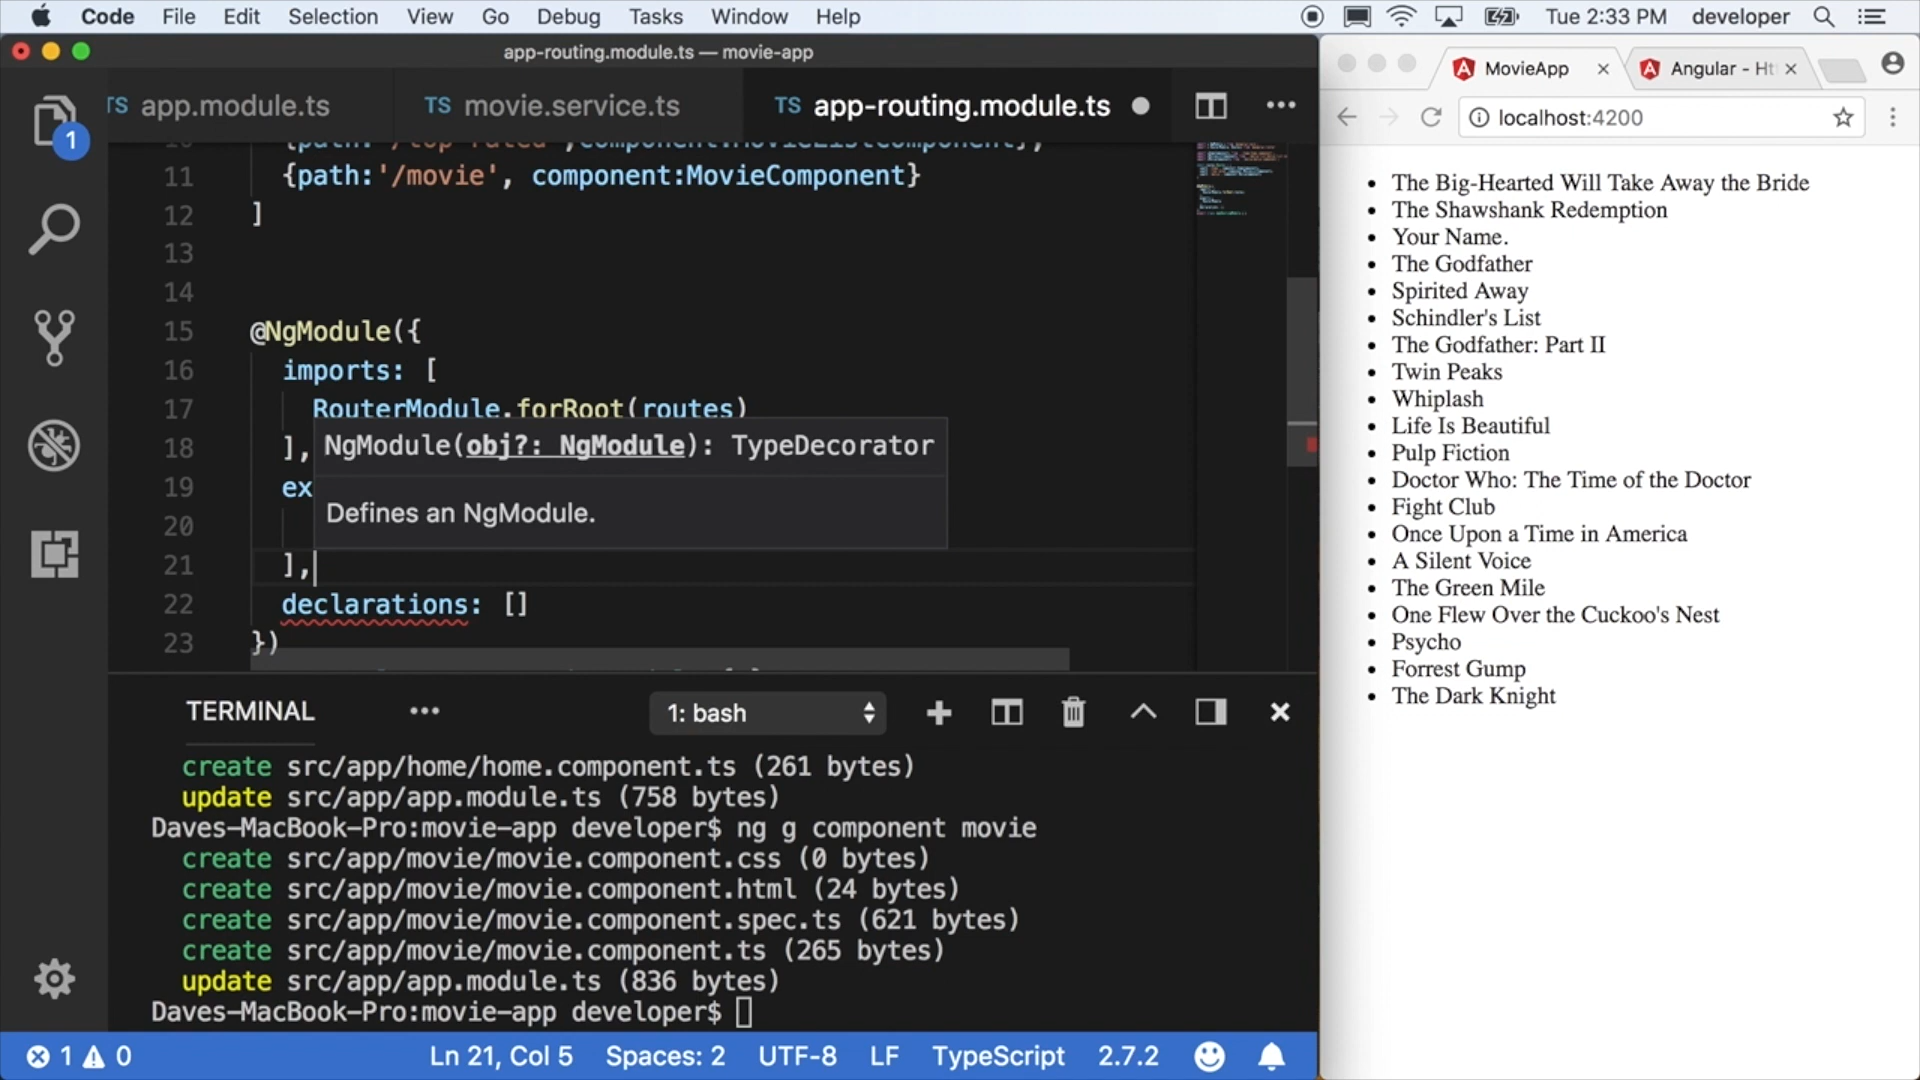 Code File Edit Selection View Go Debug Tasks Window Help Tue 2:33 PM developer
app-routing.module.ts — movie-app
TS app.module.ts TS movie.service.ts TS app-routing.module.ts
1
11 {path:'/movie', component:MovieComponent}
12 ]
13
14
15 @NgModule({
16 imports: [
17 RouterModule.forRoot(routes)
18 ],
NgModule(obj?: NgModule): TypeDecorator
19 ex
Defines an NgModule.
20
21 ],
22 declarations: []
23 })
TERMINAL ••• 1: bash
create src/app/home/home.component.ts (261 bytes)
update src/app/app.module.ts (758 bytes)
Daves-MacBook-Pro:movie-app developer$ ng g component movie
create src/app/movie/movie.component.css (0 bytes)
create src/app/movie/movie.component.html (24 bytes)
create src/app/movie/movie.component.spec.ts (621 bytes)
create src/app/movie/movie.component.ts (265 bytes)
update src/app/app.module.ts (836 bytes)
Daves-MacBook-Pro:movie-app developer$
1 0 Ln 21, Col 5 Spaces: 2 UTF-8 LF TypeScript 2.7.2
MovieApp Angular - Ht
localhost:4200
• The Big-Hearted Will Take Away the Bride
• The Shawshank Redemption
• Your Name.
• The Godfather
• Spirited Away
• Schindler's List
• The Godfather: Part II
• Twin Peaks
• Whiplash
• Life Is Beautiful
• Pulp Fiction
• Doctor Who: The Time of the Doctor
• Fight Club
• Once Upon a Time in America
• A Silent Voice
• The Green Mile
• One Flew Over the Cuckoo's Nest
• Psycho
• Forrest Gump
• The Dark Knight